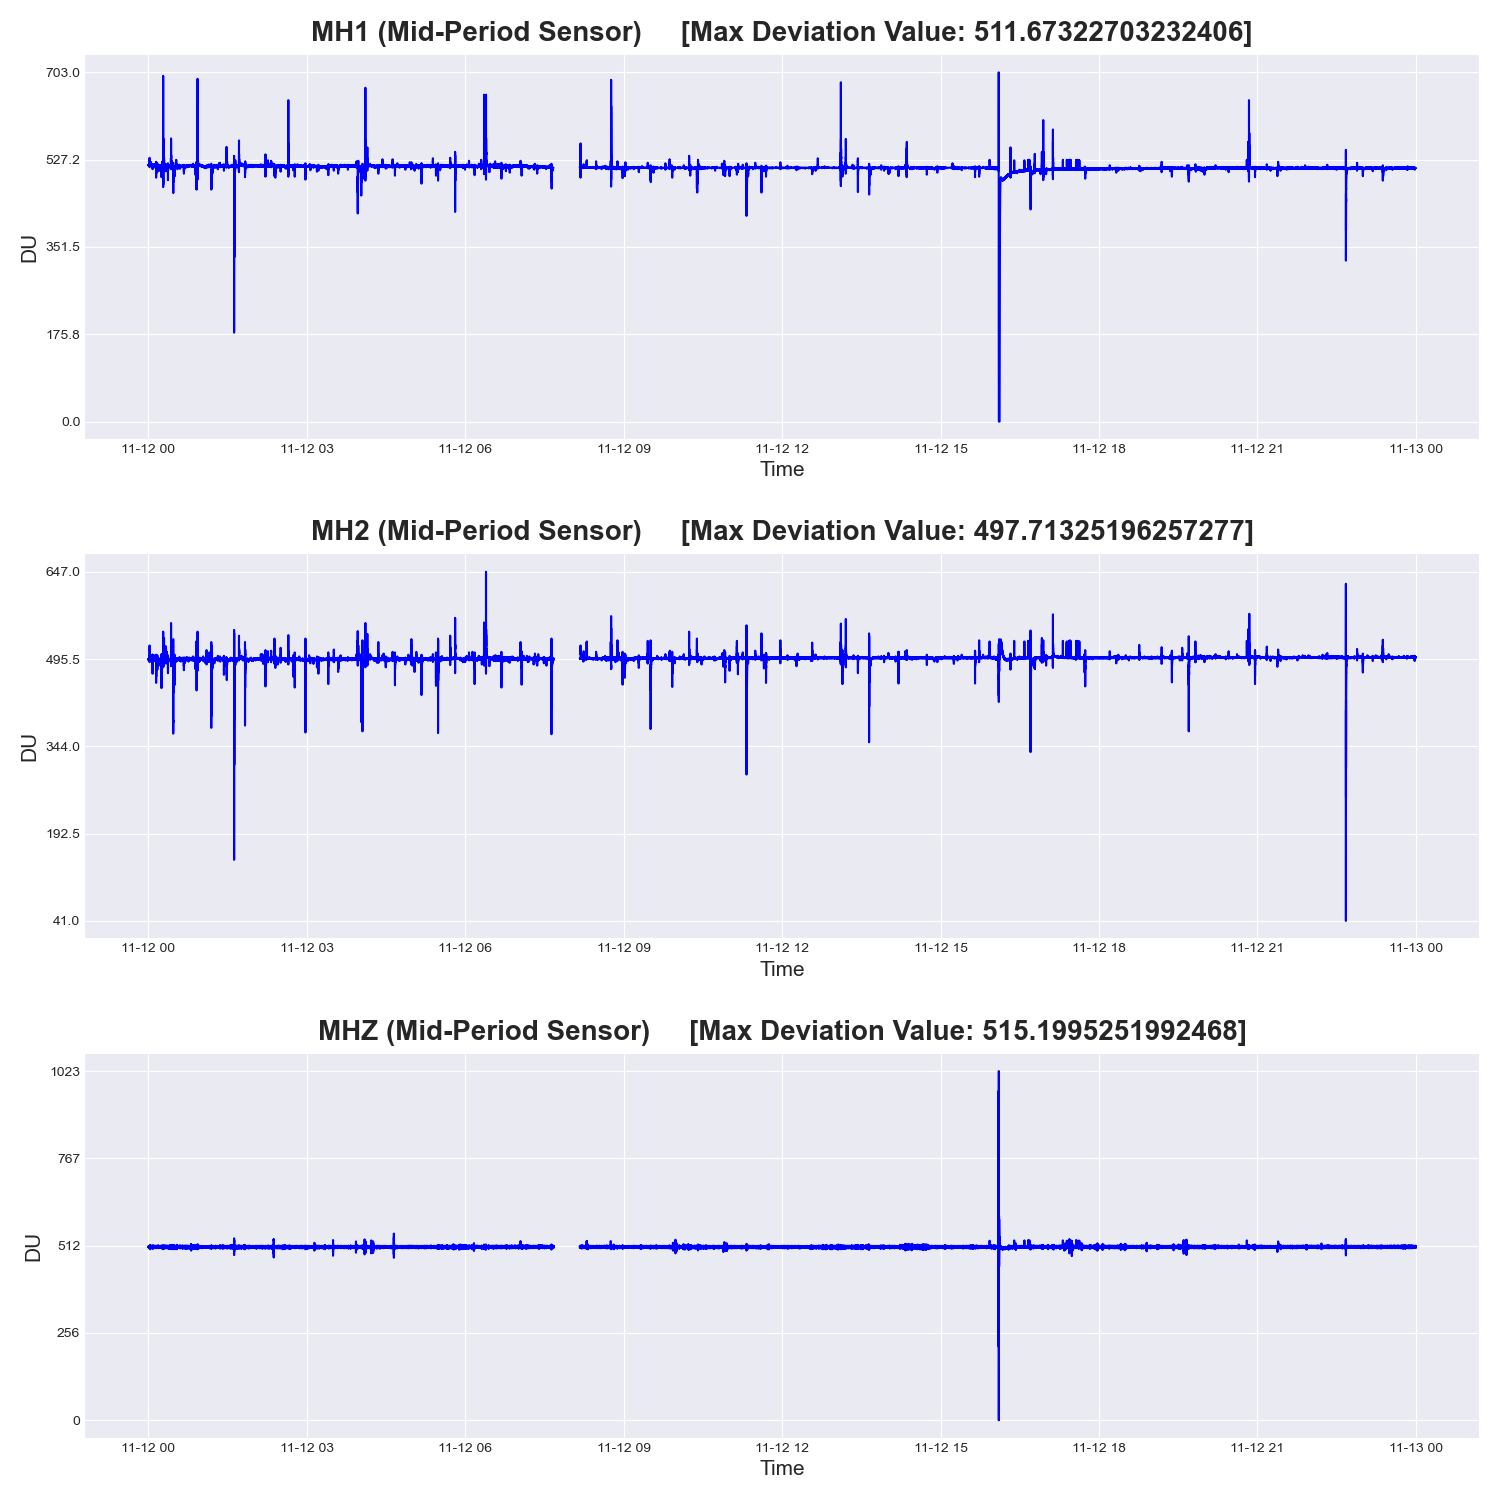 MH1 (Mid-Period Sensor) [Max Deviation Value: 511.67322703232406]
703.0
527.2
351.5
175.8
0.0
DU
11-12 00 11-12 03 11-12 06 11-12 09 11-12 12 11-12 15 11-12 18 11-12 21 11-13 00
Time
MH2 (Mid-Period Sensor) [Max Deviation Value: 497.71325196257277]
647.0
495.5
344.0
192.5
41.0
DU
11-12 00 11-12 03 11-12 06 11-12 09 11-12 12 11-12 15 11-12 18 11-12 21 11-13 00
Time
MHZ (Mid-Period Sensor) [Max Deviation Value: 515.1995251992468]
1023
767
512
256
0
DU
11-12 00 11-12 03 11-12 06 11-12 09 11-12 12 11-12 15 11-12 18 11-12 21 11-13 00
Time